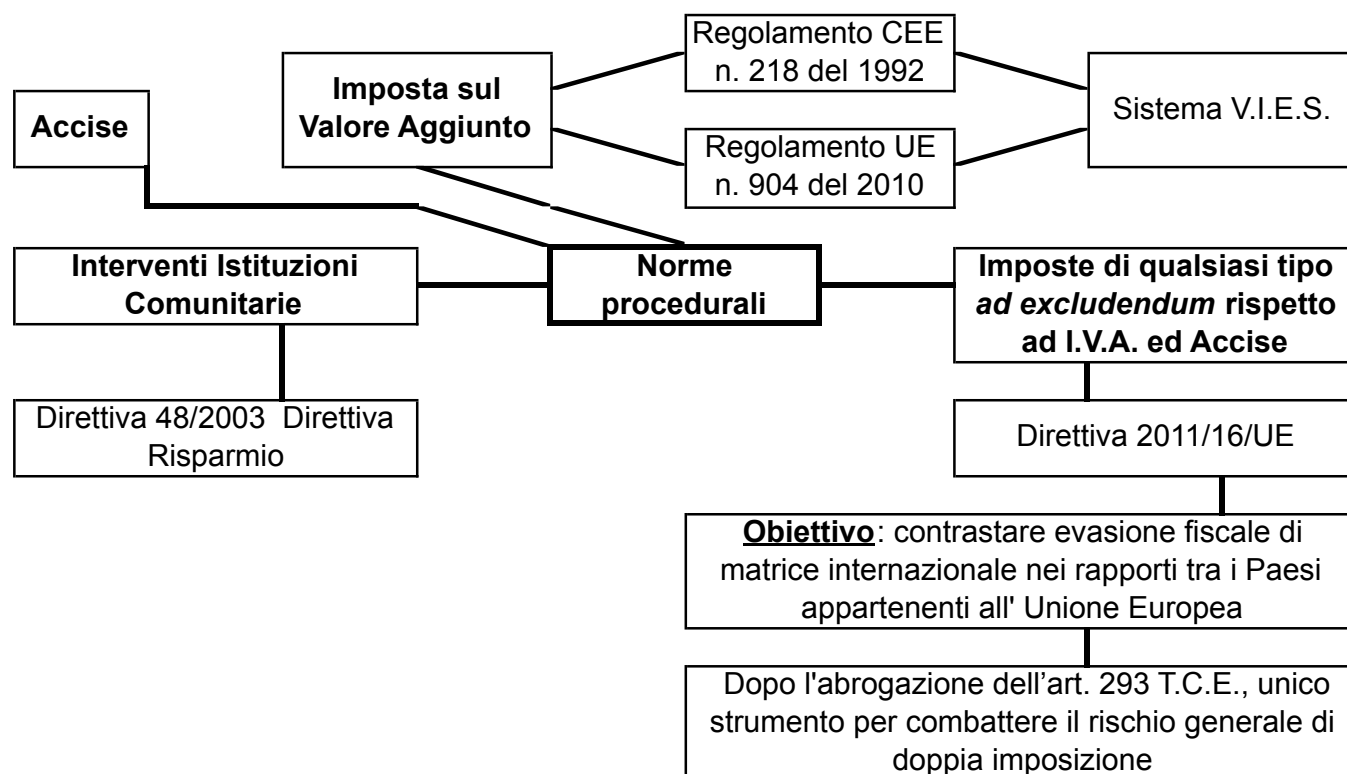 Regolamento CEE
n. 218 del 1992
Imposta sul
Valore Aggiunto
Accise
Sistema V.I.E.S.
Regolamento UE
n. 904 del 2010
Interventi Istituzioni
Comunitarie
Norme
procedurali
Imposte di qualsiasi tipo
ad excludendum rispetto
ad I.V.A. ed Accise
Direttiva 48/2003 Direttiva
Risparmio
Direttiva 2011/16/UE
Obiettivo: contrastare evasione fiscale di
matrice internazionale nei rapporti tra i Paesi
appartenenti all' Unione Europea
Dopo l'abrogazione dell’art. 293 T.C.E., unico
strumento per combattere il rischio generale di
doppia imposizione